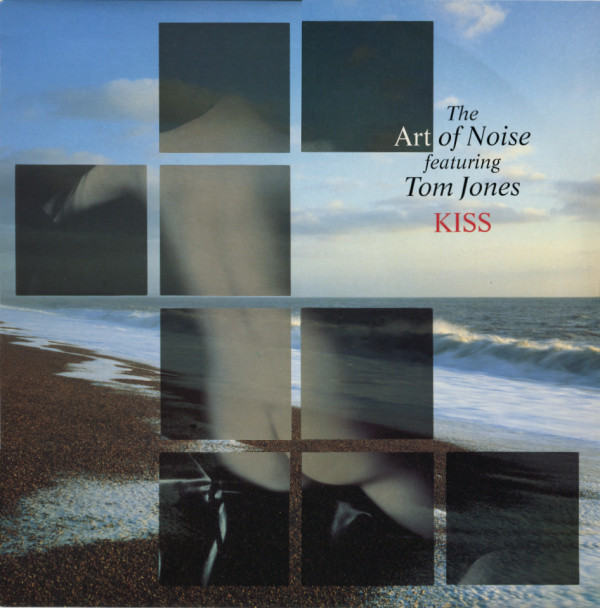 The
Art of Noise
featuring
Tom Jones
KISS